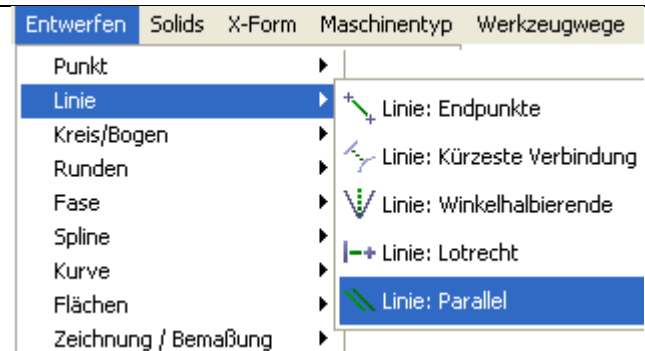 Entwerfen Solids X-Form Maschinentyp Werkzeugwege
Punkt
Linie
Kreis/Bogen
Runden
Fase
Spline
Kurve
Flächen
Zeichnung / Bemaßung
Linie: Endpunkte
Linie: Kürzeste Verbindung
Linie: Winkelhalbierende
Linie: Lotrecht
Linie: Parallel